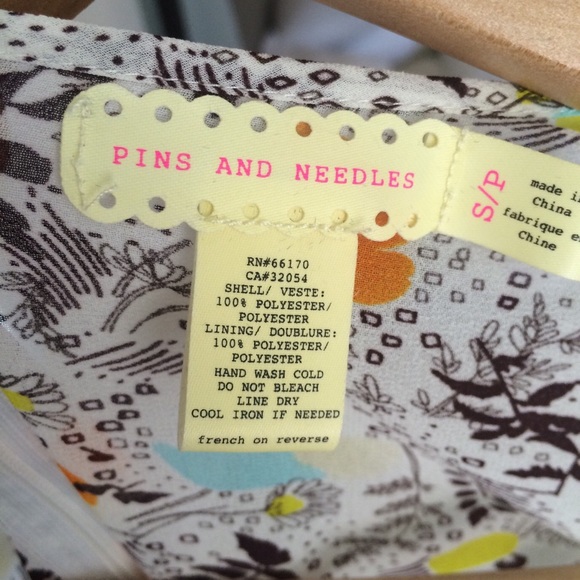 PINS AND NEEDLES
S/P
made in
China
fabrique e
Chine
RN#66170
CA#32054
SHELL/ VESTE:
100% POLYESTER/
POLYESTER
LINING/ DOUBLURE:
100% POLYESTER/
POLYESTER
HAND WASH COLD
DO NOT BLEACH
LINE DRY
COOL IRON IF NEEDED
french on reverse